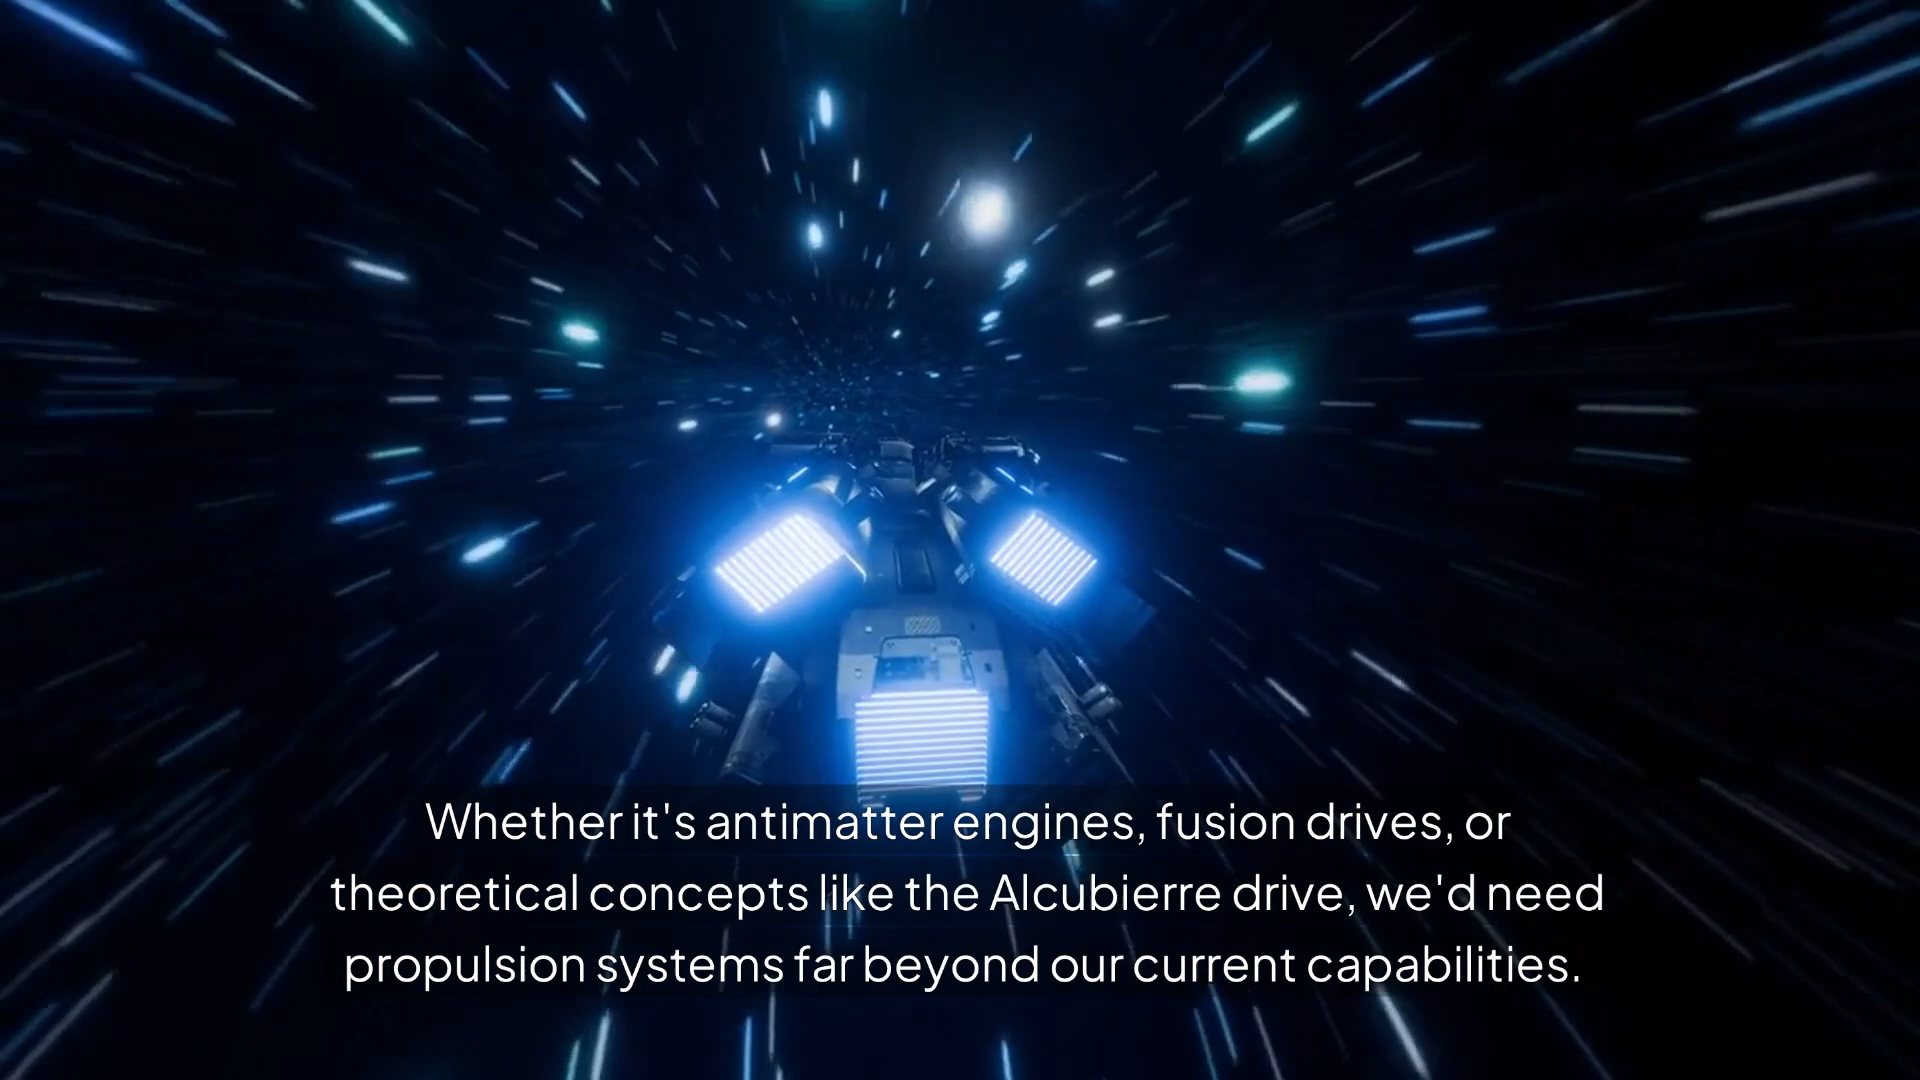 Whether it's antimatter engines, fusion drives, or
theoretical concepts like the Alcubierre drive, we'd need
propulsion systems far beyond our current capabilities.